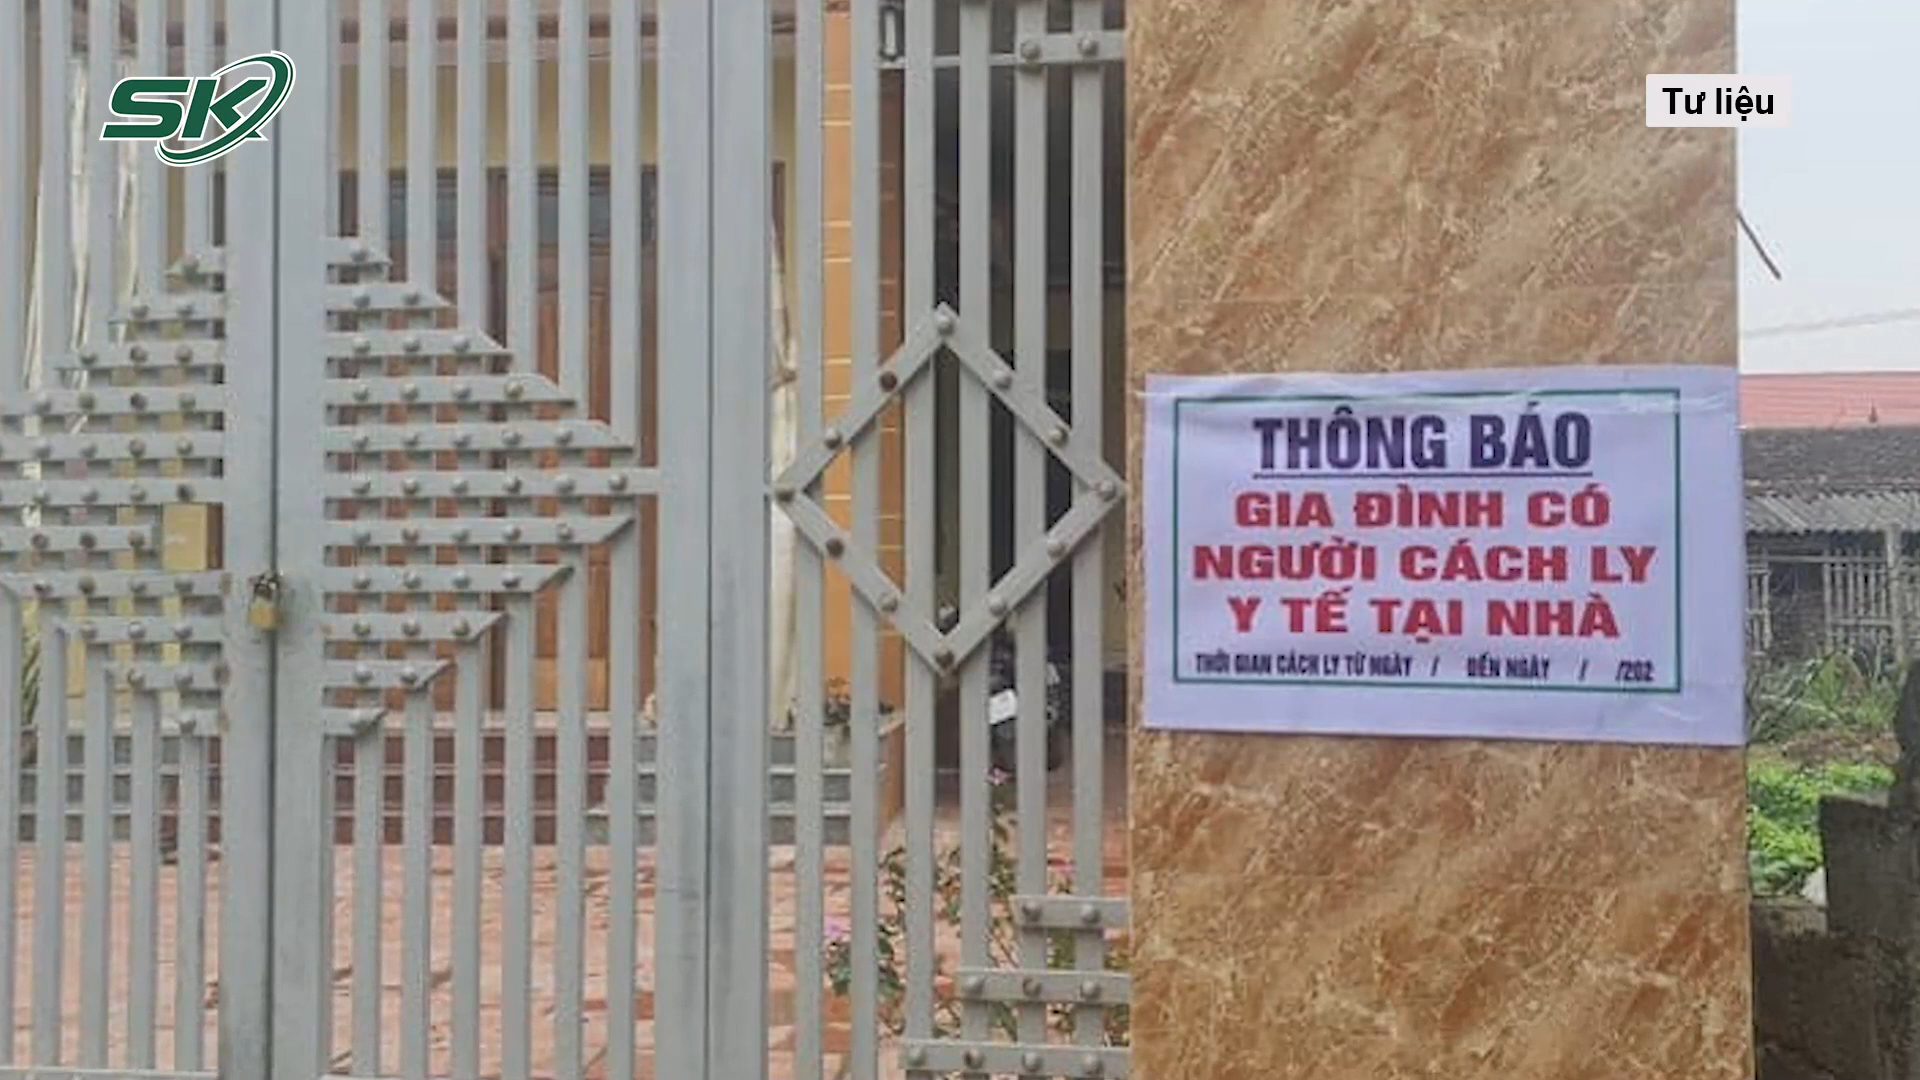 SK
Tư liệu
THÔNG BÁO
GIA ĐÌNH CÓ
NGƯỜI CÁCH LY
Y TẾ TẠI NHÀ
THỜI GIAN CÁCH LY TỪ NGÀY / ĐẾN NGÀY / /202